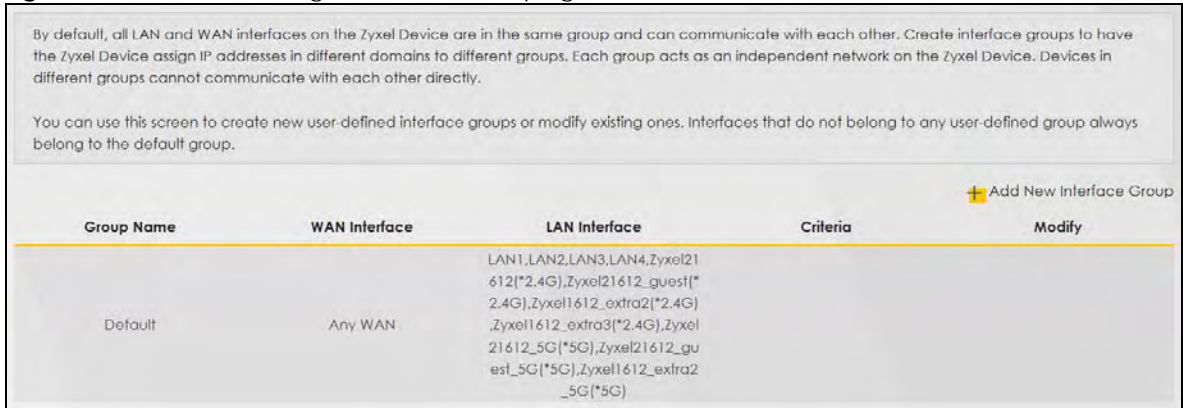 By default, all LAN and WAN interfaces on the Zyxel Device are in the same group and can communicate with each other. Create interface groups to have
the Zyxel Device assign IP addresses in different domains to different groups. Each group acts as an independent network on the Zyxel Device. Devices in
different groups cannot communicate with each other directly.
You can use this screen to create new user-defined interface groups or modify existing ones. Interfaces that do not belong to any user-defined group always
belong to the default group.
+ Add New Interface Group
Group Name WAN Interface LAN Interface Criteria Modify
LAN1,LAN2,LAN3,LAN4,Zyxel21
612(*2.4G),Zyxel21612_guest(*
2.4G),Zyxel1612_extra2(*2.4G)
Default Any WAN ,Zyxel1612_extra3(*2.4G),Zyxel
21612_5G(*5G),Zyxel21612_gu
est_5G(*5G),Zyxel1612_extra2
_5G(*5G)